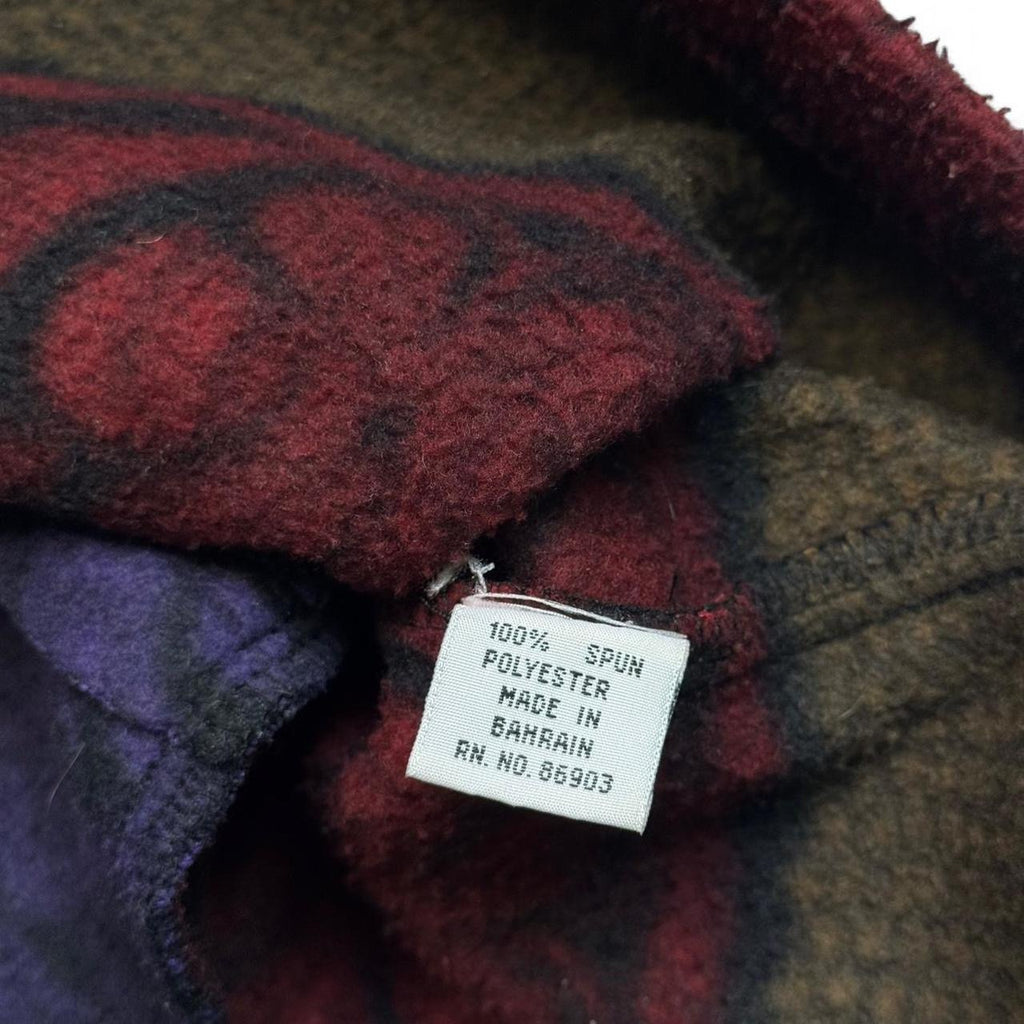 100% SPUN
POLYESTER
MADE IN
BAHRAIN
RN. NO. 86903